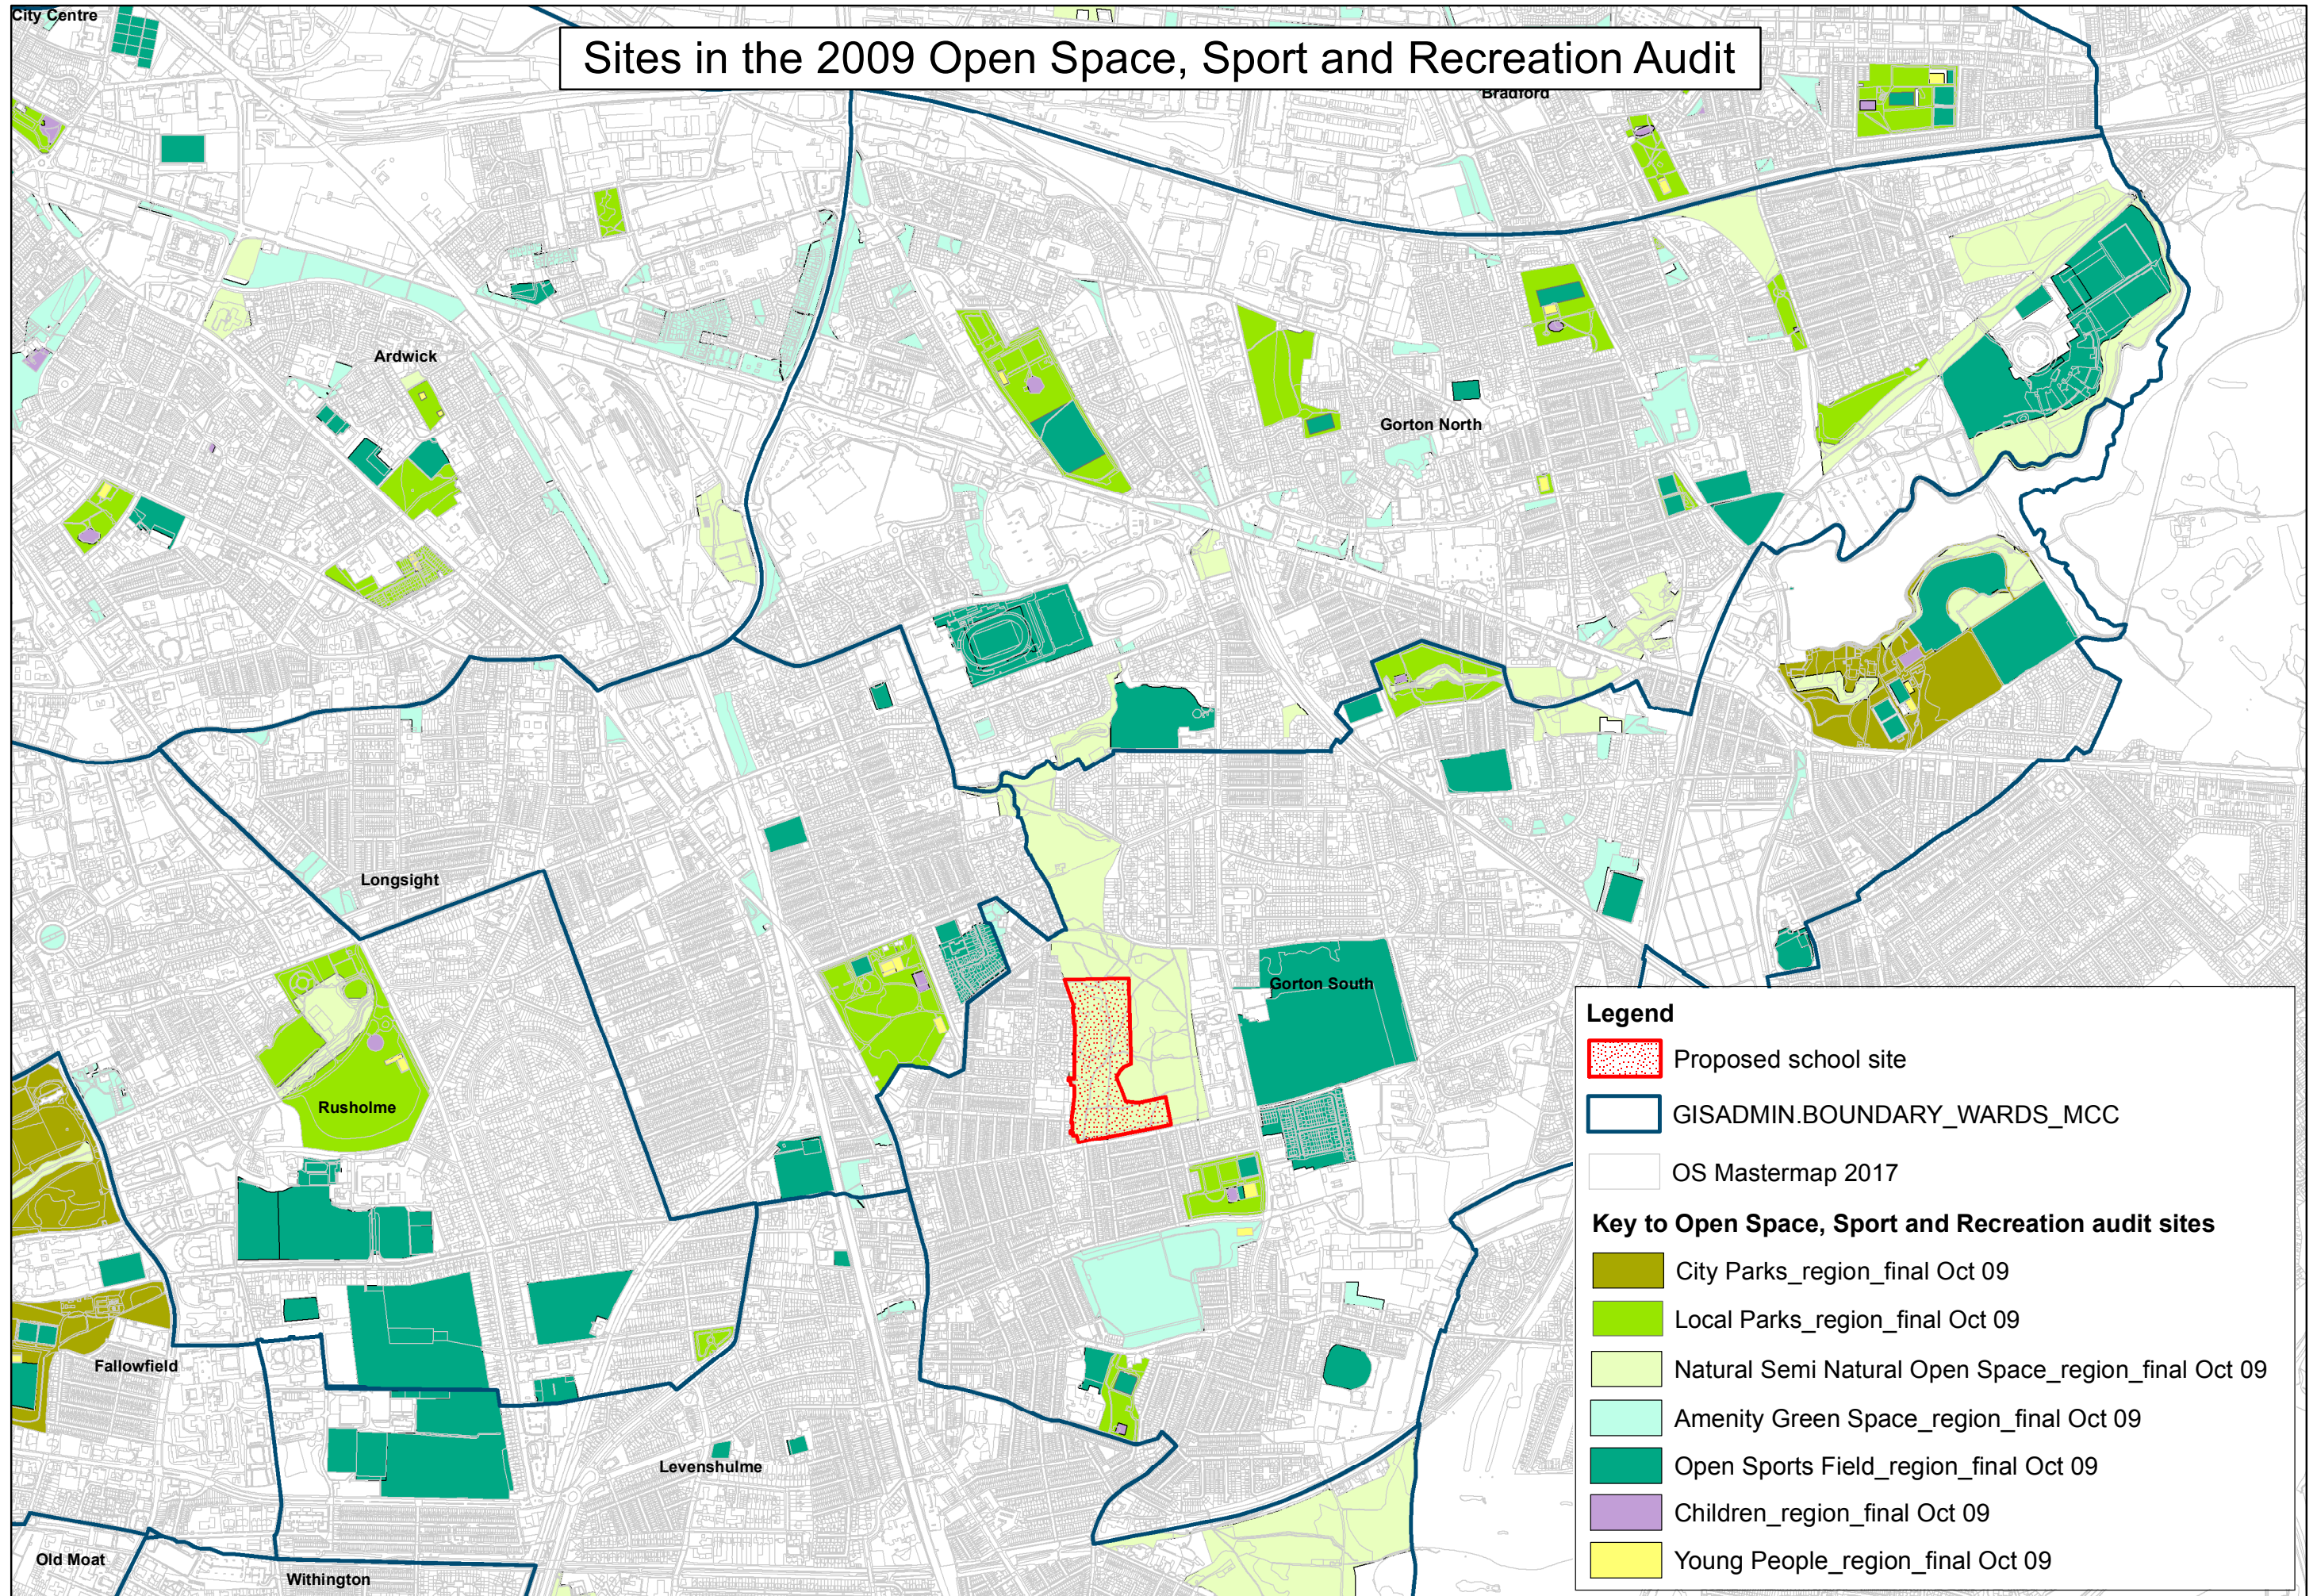 City Centre
Sites in the 2009 Open Space, Sport and Recreation Audit
Bradford
3
Ardwick
Gorton North
Longsight
Gorton South
Rusholme
Fallowfield
Levenshulme
Old Moat
Withington
Legend
Proposed school site
GISADMIN.BOUNDARY_WARDS_MCC
OS Mastermap 2017
Key to Open Space, Sport and Recreation audit sites
City Parks_region_final Oct 09
Local Parks_region_final Oct 09
Natural Semi Natural Open Space_region_final Oct 09
Amenity Green Space_region_final Oct 09
Open Sports Field_region_final Oct 09
Children_region_final Oct 09
Young People_region_final Oct 09